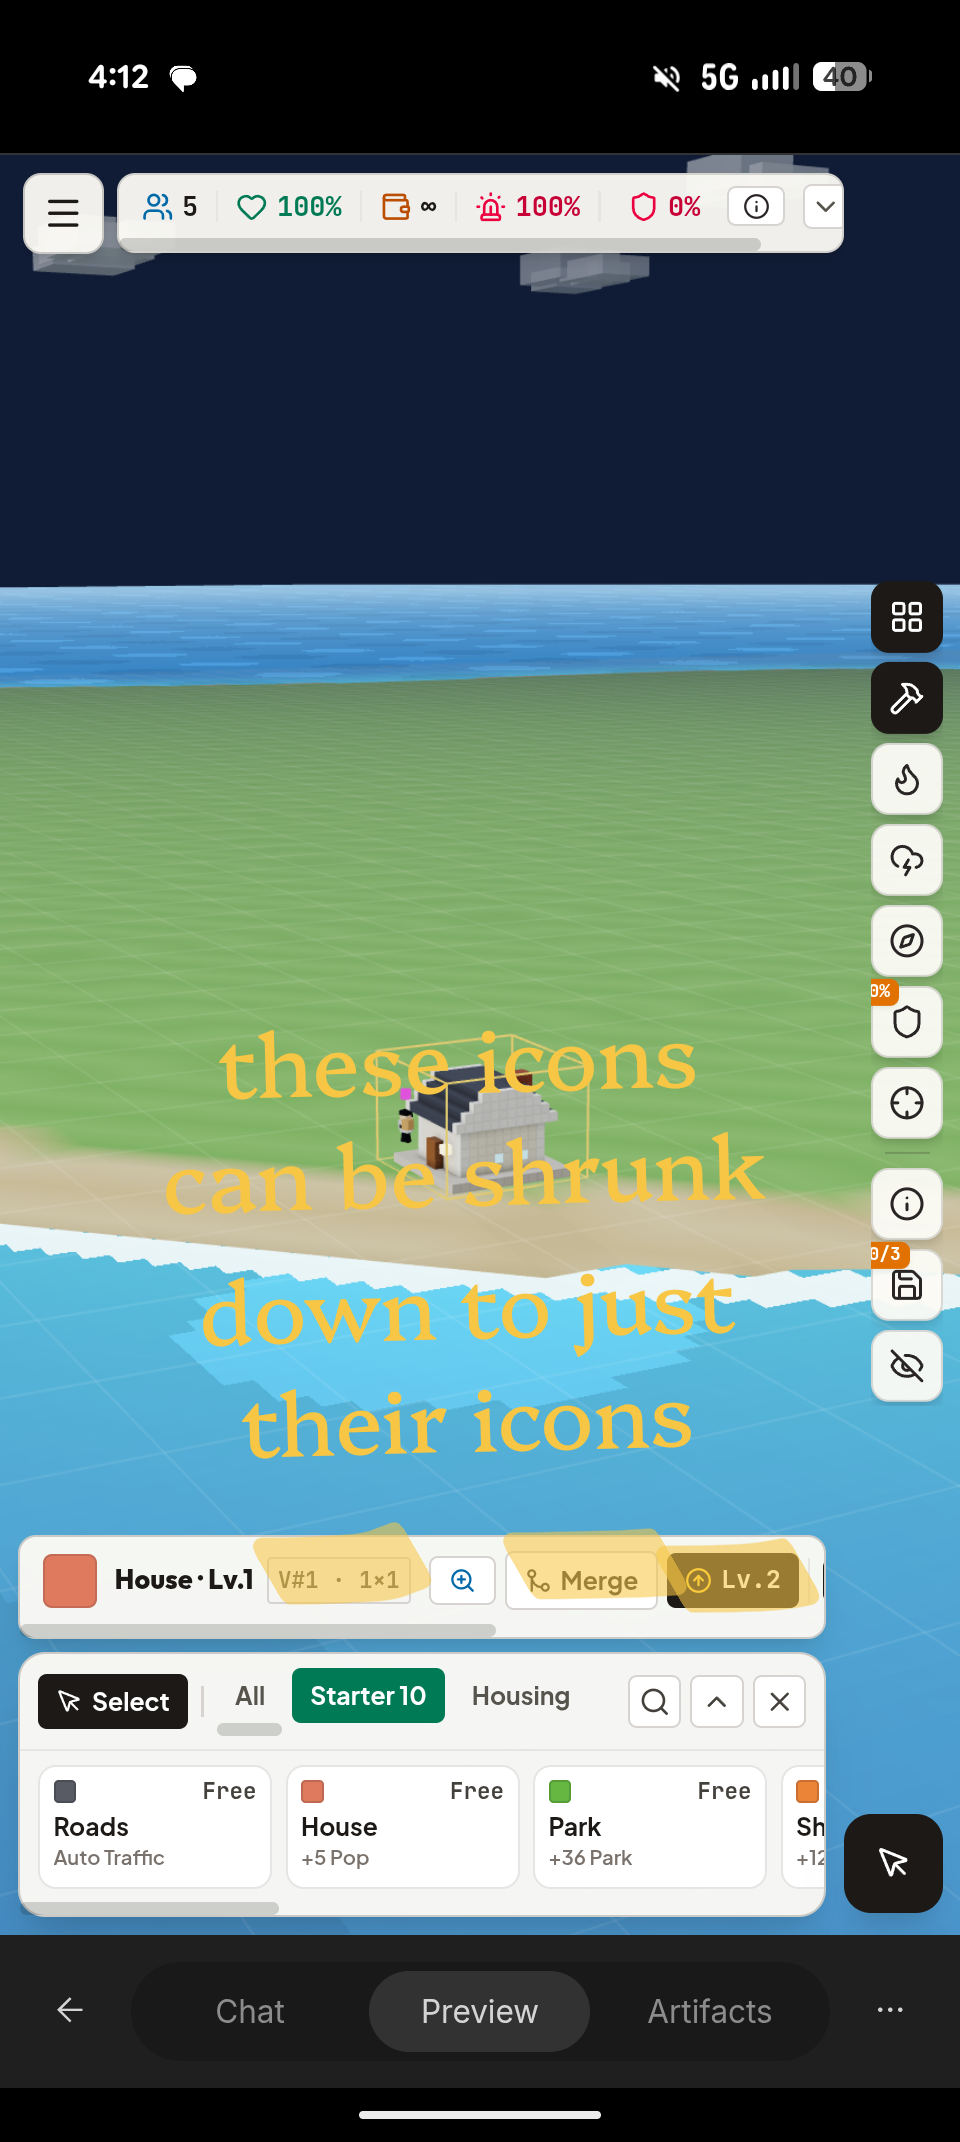 4:12
5G
40
5
100%
∞
100%
0%
0%
0/3
these icons
can be shrunk
down to just
their icons
House · Lv.1
V#1 · 1×1
Merge
Lv.2
Select
All
Starter 10
Housing
Free
Roads
Auto Traffic
Free
House
+5 Pop
Free
Park
+36 Park
Sh
+12
Chat
Preview
Artifacts